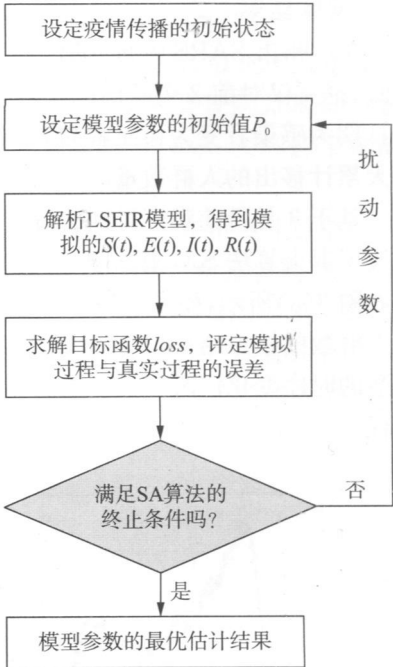 设定疫情传播的初始状态
设定模型参数的初始值P₀
扰动参数
解析LSEIR模型，得到模
拟的S(t), E(t), I(t), R(t)
求解目标函数loss，评定模拟
过程与真实过程的误差
满足SA算法的
终止条件吗？
否
是
模型参数的最优估计结果